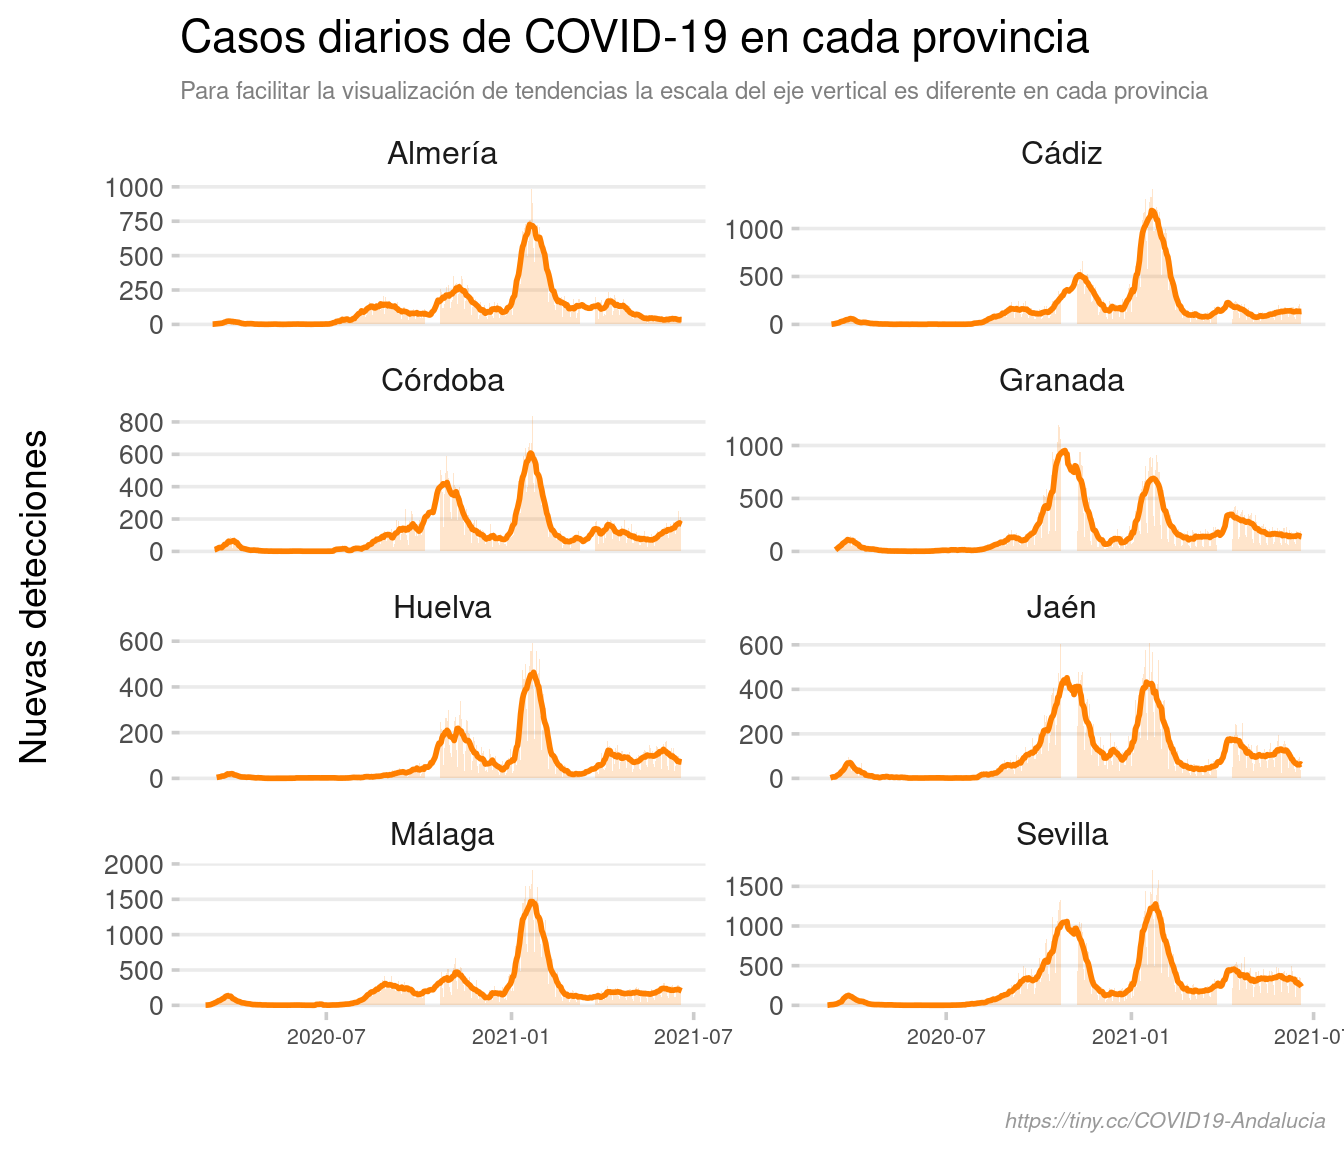 Casos diarios de COVID-19 en cada provincia
Para facilitar la visualización de tendencias la escala del eje vertical es diferente en cada provincia
Nuevas detecciones
Almería
1000
750
500
250
0
Cádiz
1000
500
0
Córdoba
800
600
400
200
0
Granada
1000
500
0
Huelva
600
400
200
0
Jaén
600
400
200
0
Málaga
2000
1500
1000
500
0
2020-07 2021-01 2021-07
Sevilla
1500
1000
500
0
2020-07 2021-01 2021-07
https://tiny.cc/COVID19-Andalucia